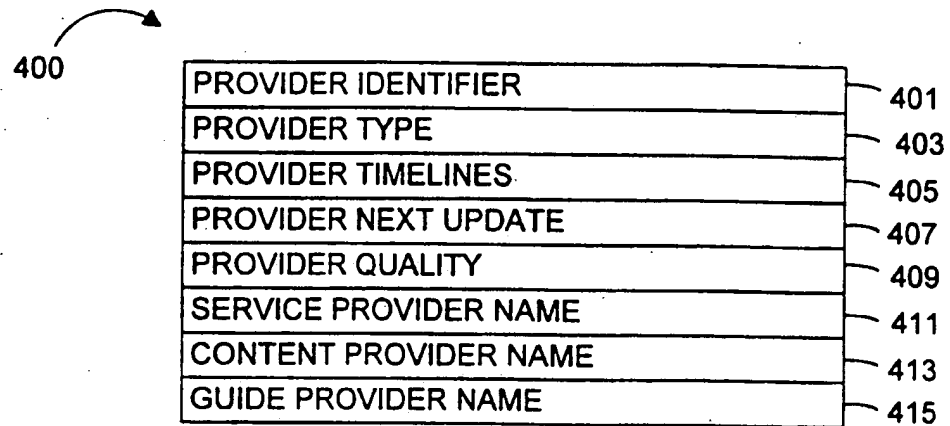 400
PROVIDER IDENTIFIER 401
PROVIDER TYPE 403
PROVIDER TIMELINES 405
PROVIDER NEXT UPDATE 407
PROVIDER QUALITY 409
SERVICE PROVIDER NAME 411
CONTENT PROVIDER NAME 413
GUIDE PROVIDER NAME 415